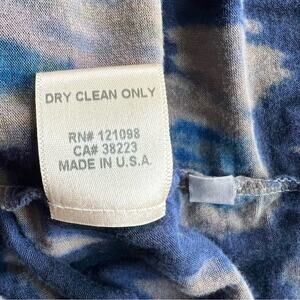 DRY CLEAN ONLY
RN# 121098
CA# 38223
MADE IN U.S.A.